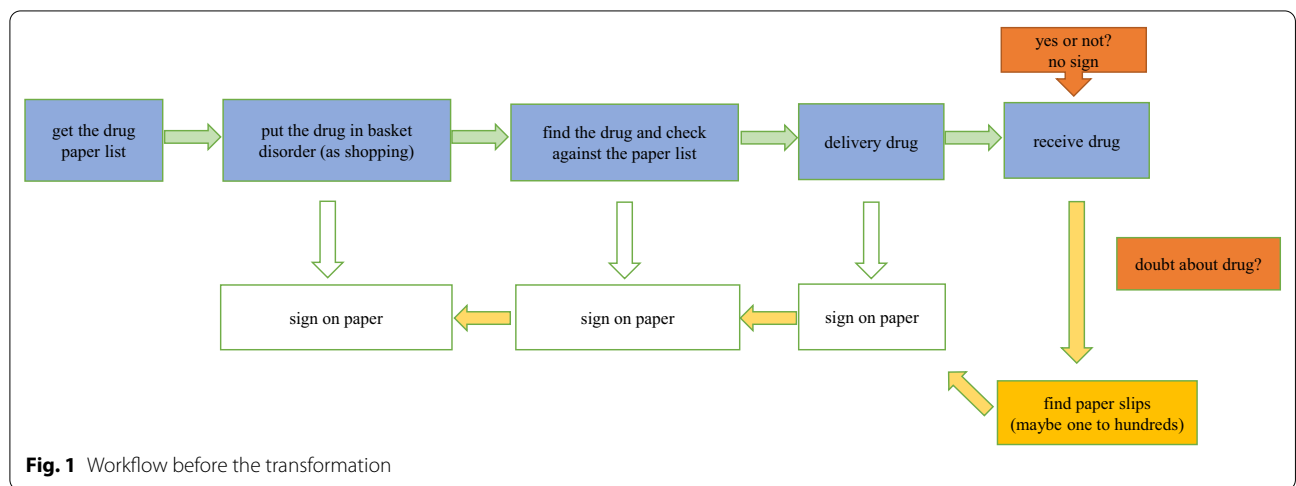 yes or not?
no sign
get the drug
paper list
put the drug in basket
disorder (as shopping)
find the drug and check
against the paper list
delivery drug
receive drug
doubt about drug?
sign on paper
sign on paper
sign on paper
find paper slips
(maybe one to hundreds)
Fig. 1 Workflow before the transformation